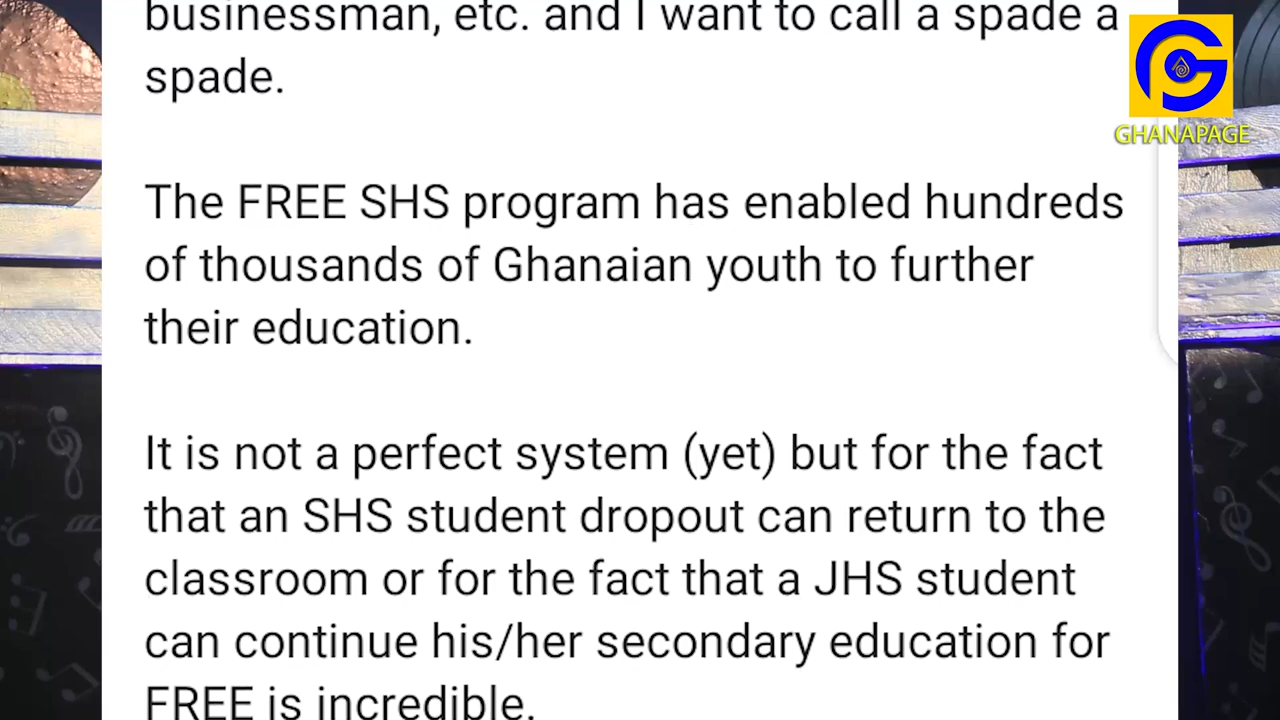 businessman, etc. and I want to call a spade a
spade.
GHANAPAGE
The FREE SHS program has enabled hundreds
of thousands of Ghanaian youth to further
their education.
It is not a perfect system (yet) but for the fact
that an SHS student dropout can return to the
classroom or for the fact that a JHS student
can continue his/her secondary education for
FREE is incredible.